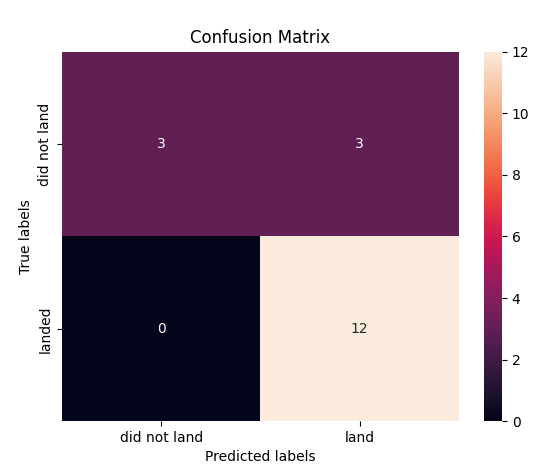 Confusion Matrix
True labels
did not land
landed
3
3
0
12
did not land
land
Predicted labels
12
10
8
6
4
2
0